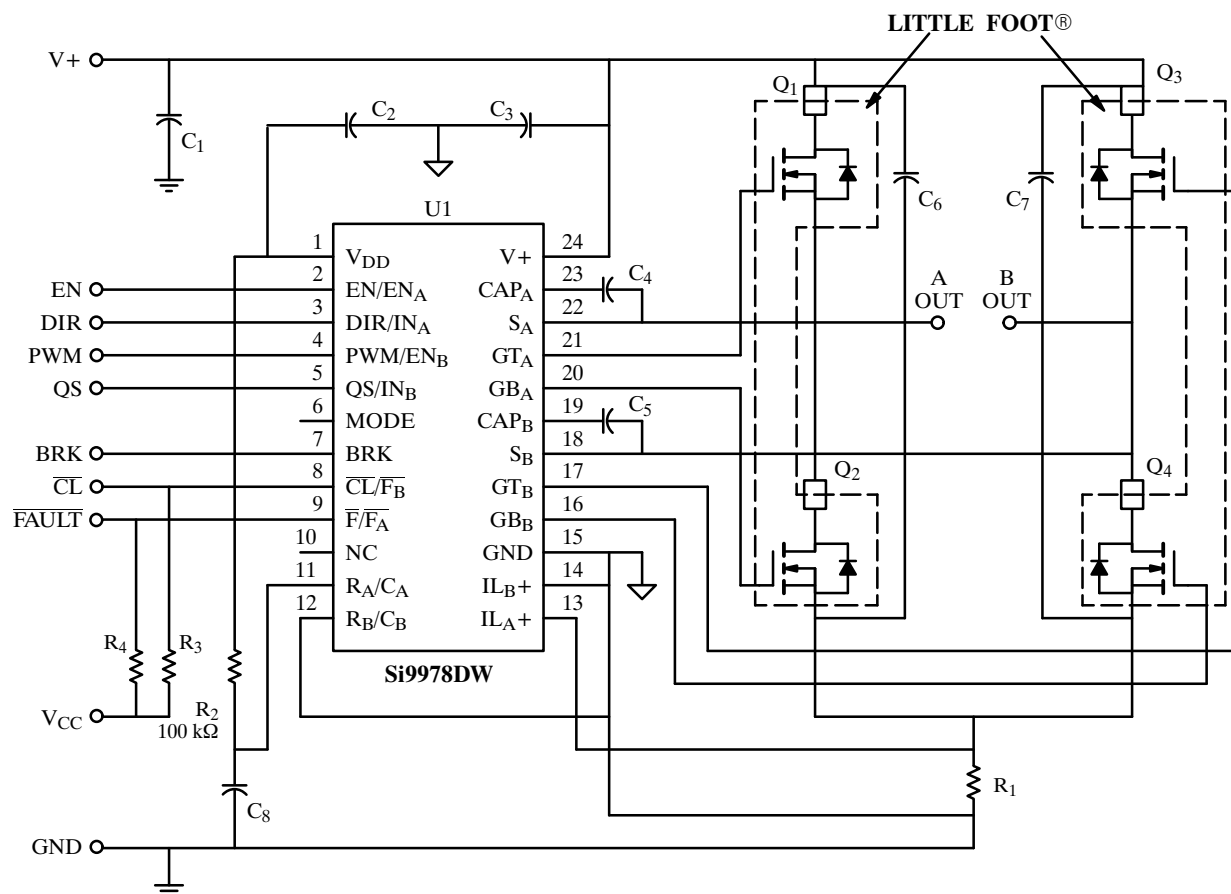 LITTLE FOOT®
V+
Q1
Q3
C2
C3
C1
C6
C7
U1
1 VDD
V+ 24
EN
2 EN/ENA
CAPA 23
C4
DIR
3 DIR/INA
SA 22
A OUT
B OUT
PWM
4 PWM/ENB
GTA 21
QS
5 QS/INB
GBA 20
6 MODE
CAPB 19
C5
BRK
7 BRK
SB 18
Q2
Q4
CL
8 CL/FB
GTB 17
FAULT
9 F/FA
GBB 16
10 NC
GND 15
11 RA/CA
ILB+ 14
12 RB/CB
ILA+ 13
R4
R3
Si9978DW
VCC
R2
100 kΩ
R1
C8
GND